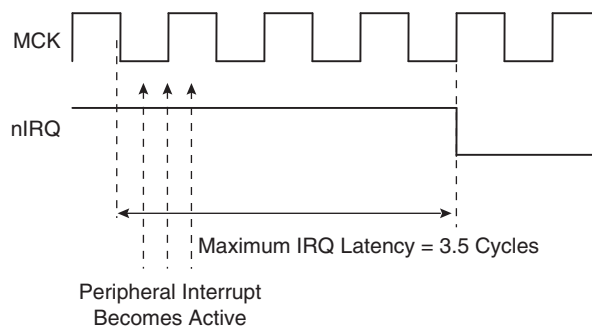 MCK
nIRQ
Maximum IRQ Latency = 3.5 Cycles
Peripheral Interrupt
Becomes Active